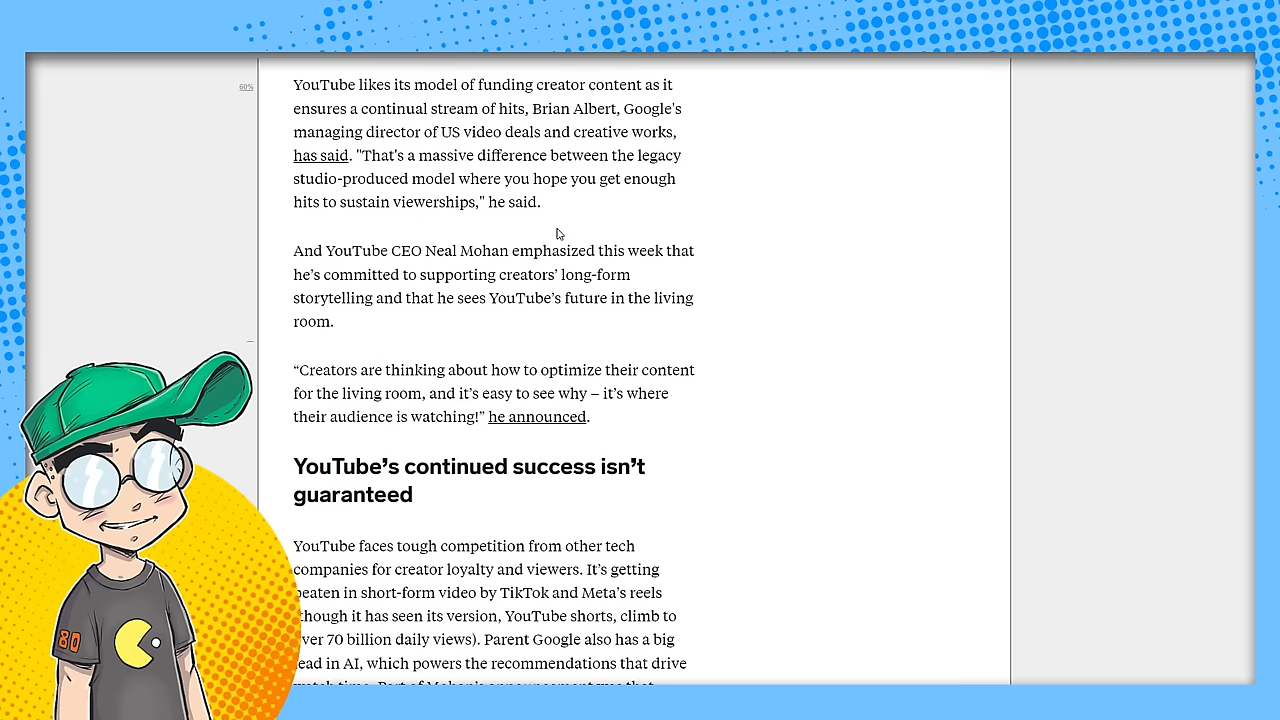 60%
YouTube likes its model of funding creator content as it
ensures a continual stream of hits, Brian Albert, Google's
managing director of US video deals and creative works,
has said. "That's a massive difference between the legacy
studio-produced model where you hope you get enough
hits to sustain viewerships," he said.
And YouTube CEO Neal Mohan emphasized this week that
he's committed to supporting creators' long-form
storytelling and that he sees YouTube's future in the living
room.
“Creators are thinking about how to optimize their content
for the living room, and it's easy to see why – it's where
their audience is watching!” he announced.
YouTube's continued success isn't
guaranteed
YouTube faces tough competition from other tech
companies for creator loyalty and viewers. It's getting
beaten in short-form video by TikTok and Meta's reels
though it has seen its version, YouTube shorts, climb to
ver 70 billion daily views). Parent Google also has a big
ead in AI, which powers the recommendations that drive
80